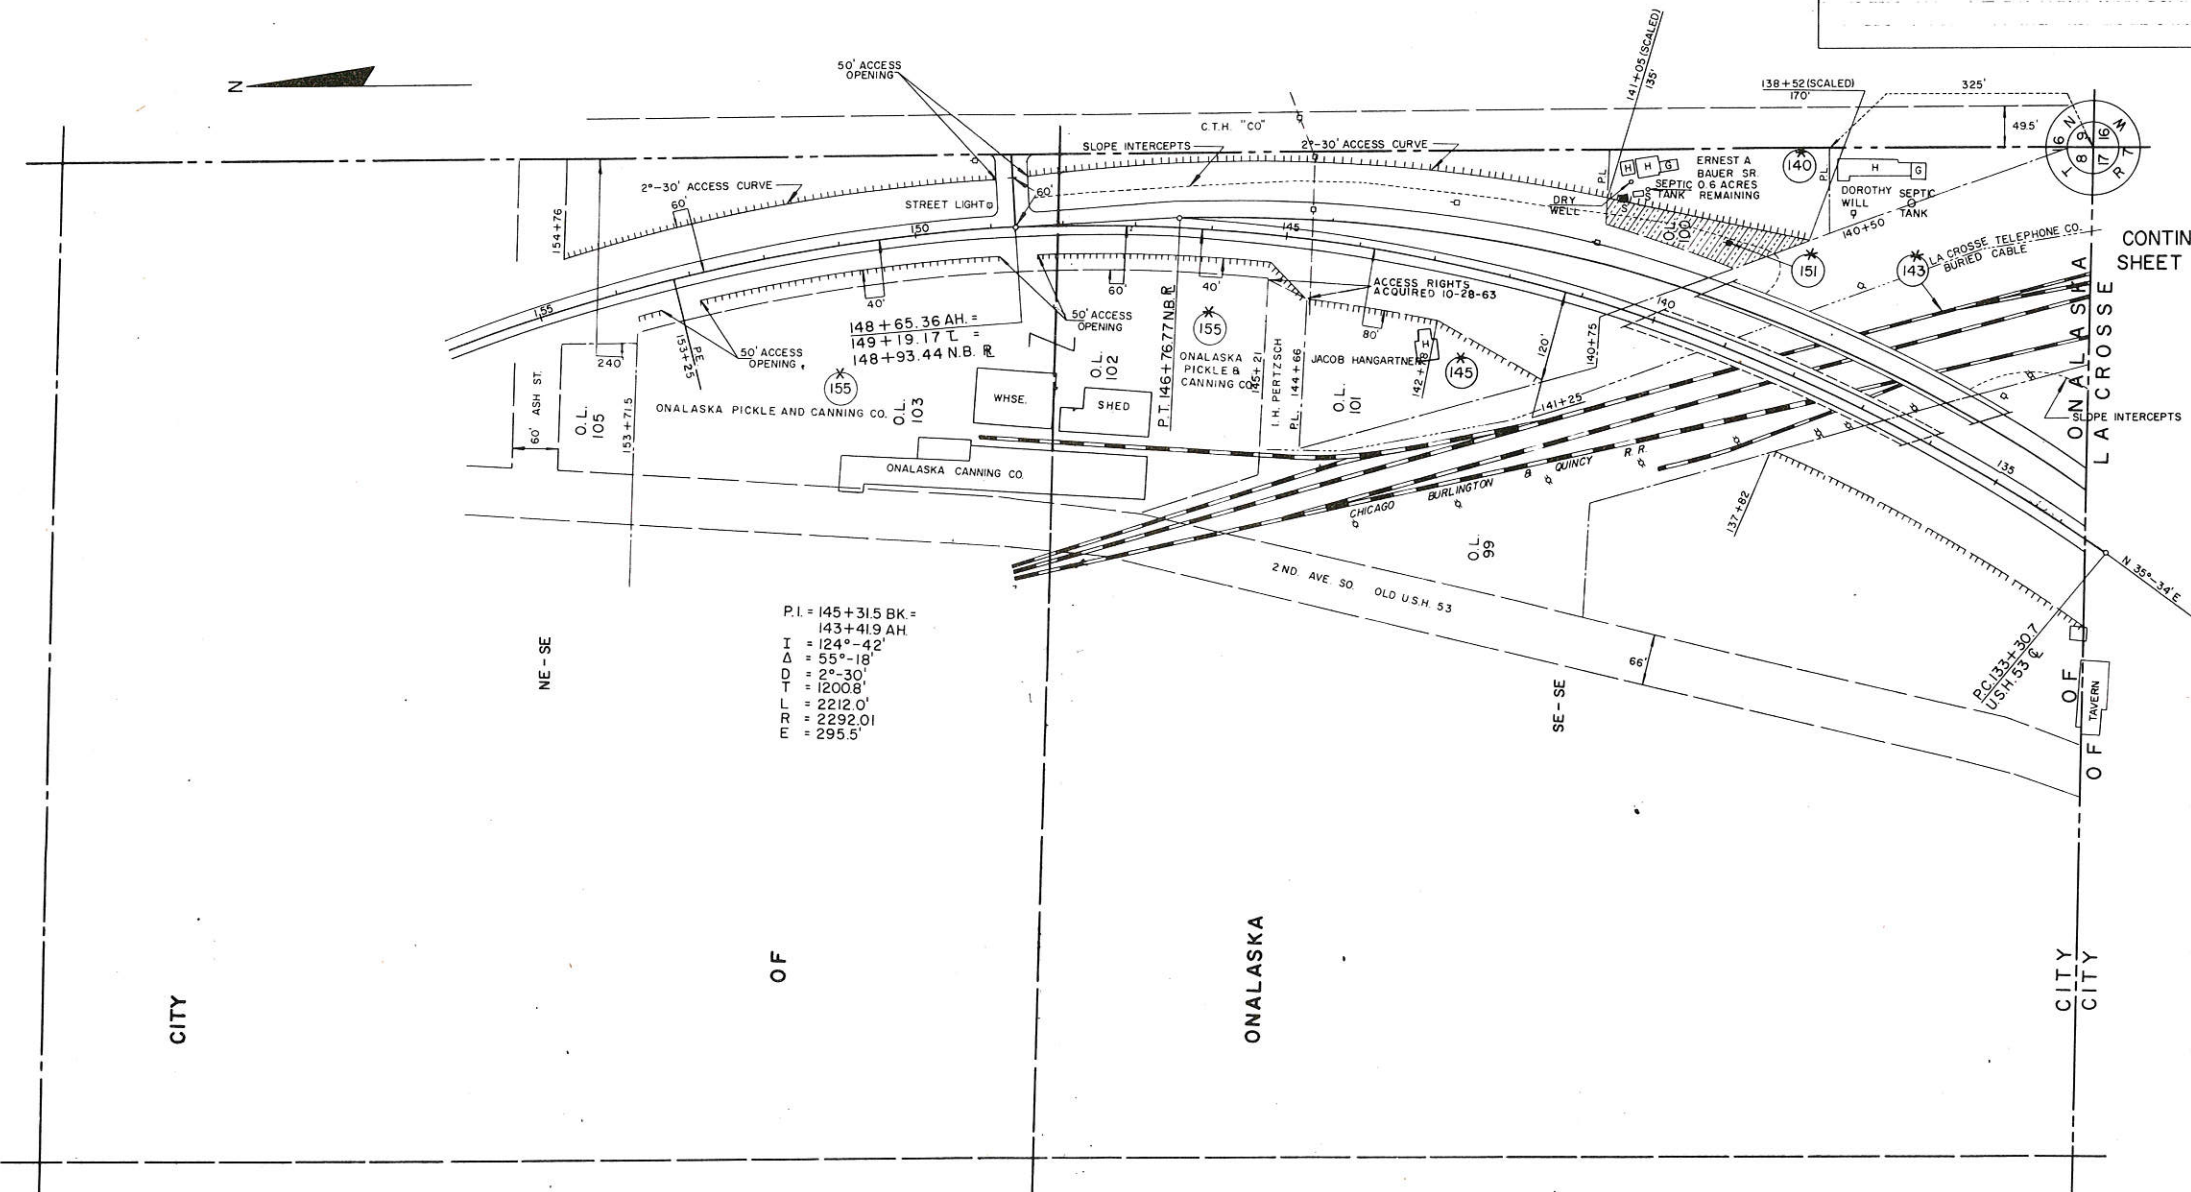 N
50' ACCESS
OPENING
C.T.H. "CO"
SLOPE INTERCEPTS
2°-30' ACCESS CURVE
141+05 (SCALED)
135'
138+52 (SCALED)
170'
325'
49.5'
N
W
T
R
7
16
9
16
8
17
2°-30' ACCESS CURVE
60'
154+76
STREET LIGHT
60'
P.L.
H
H
G
ERNEST A
BAUER SR.
0.6 ACRES
REMAINING
SEPTIC
TANK
S
S
DRY
WELL
O.L.
100
140
P.L.
H
G
DOROTHY
WILL
SEPTIC
TANK
140+50
151
143
LA CROSSE TELEPHONE CO.
BURIED CABLE
CONTIN
SHEET
155
150
145
140
135
240'
60' ASH ST.
O.L.
105
153+71.5
P.E.
153+25
50' ACCESS
OPENING
40'
148+65.36 AH. =
149+19.17 T =
148+93.44 N.B. R
155
ONALASKA PICKLE AND CANNING CO.
O.L.
103
WHSE.
SHED
ONALASKA CANNING CO.
50' ACCESS
OPENING
60'
40'
O.L.
102
P.T. 146+76.77 N.B. R
155
ONALASKA
PICKLE &
CANNING CO.
145+21
I.H. PERTZSCH
P.L. 144+66
ACCESS RIGHTS
ACQUIRED 10-28-63
80'
JACOB HANGARTNER
H
O.L.
101
145
120'
140+75
141+25
CHICAGO BURLINGTON & QUINCY R.R.
O.L.
99
137+82
SLOPE INTERCEPTS
2 ND. AVE. SO. OLD U.S.H. 53
66'
N 35°-34' E
P.C. 133+30.7
U.S.H. 53 ℄
TAVERN
P.I. = 145+31.5 BK. =
143+41.9 AH.
I = 124°-42'
Δ = 55°-18'
D = 2°-30'
T = 1200.8'
L = 2212.0'
R = 2292.01
E = 295.5'
NE - SE
SE - SE
CITY OF ONALASKA
CITY OF ONALASKA
CITY OF LA CROSSE